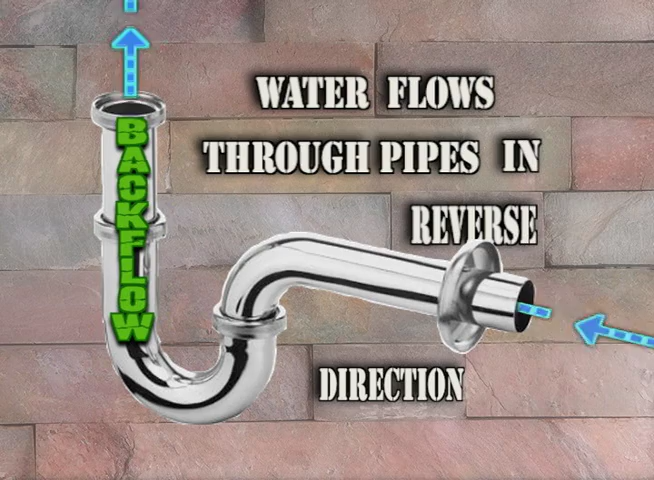 WATER FLOWS
THROUGH PIPES IN
REVERSE
DIRECTION
BACKFLOW